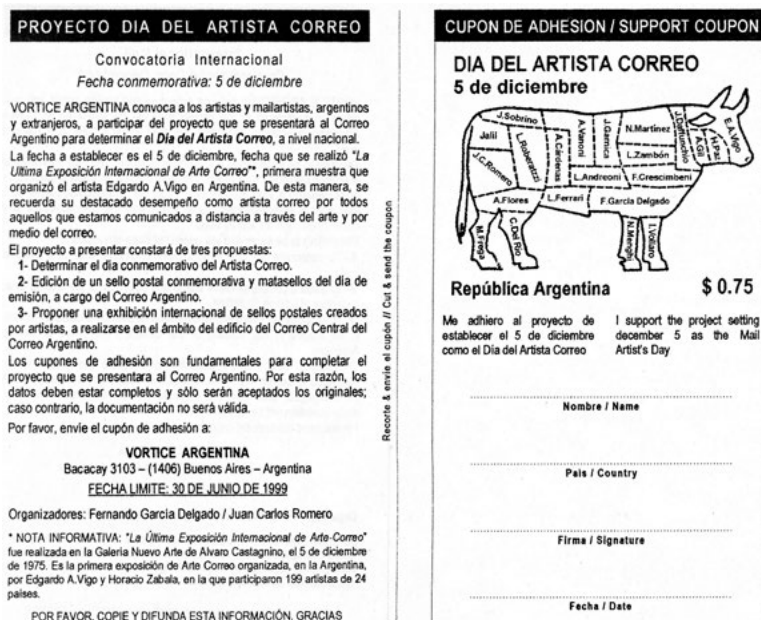 PROYECTO DIA DEL ARTISTA CORREO
Convocatoria Internacional
Fecha conmemorativa: 5 de diciembre
VORTICE ARGENTINA convoca a los artistas y mailartistas, argentinos
y extranjeros, a participar del proyecto que se presentará al Correo
Argentino para determinar el Dia del Artista Correo, a nivel nacional.
La fecha a establecer es el 5 de diciembre, fecha que se realizó "La
Ultima Exposición Internacional de Arte Correo"*, primera muestra que
organizó el artista Edgardo A.Vigo en Argentina. De esta manera, se
recuerda su destacado desempeño como artista correo por todos
aquellos que estamos comunicados a distancia a través del arte y por
medio del correo.
El proyecto a presentar constará de tres propuestas:
1- Determinar el dia conmemorativo del Artista Correo.
2- Edición de un sello postal conmemorativa y matasellos del dia de
emisión, a cargo del Correo Argentino.
3- Proponer una exhibición internacional de sellos postales creados
por artistas, a realizarse en el ámbito del edificio del Correo Central del
Correo Argentino.
Los cupones de adhesión son fundamentales para completar el
proyecto que se presentara al Correo Argentino. Por esta razón, los
datos deben estar completos y sólo serán aceptados los originales;
caso contrario, la documentación no será válida.
Por favor, envie el cupón de adhesión a:
VORTICE ARGENTINA
Bacacay 3103 – (1406) Buenos Aires – Argentina
FECHA LIMITE: 30 DE JUNIO DE 1999
Organizadores: Fernando García Delgado / Juan Carlos Romero
* NOTA INFORMATIVA: "La Última Exposición Internacional de Arte-Correo"
fue realizada en la Galeria Nuevo Arte de Alvaro Castagnino, el 5 de diciembre
de 1975. Es la primera exposición de Arte Correo organizada, en la Argentina,
por Edgardo A.Vigo y Horacio Zabala, en la que participaron 199 artistas de 24
países.
POR FAVOR, COPIE Y DIFUNDA ESTA INFORMACIÓN. GRACIAS
Recorte & envie el cupón // Cut & send the coupon
CUPON DE ADHESION / SUPPORT COUPON
DIA DEL ARTISTA CORREO
5 de diciembre
J.Sobrino
Jalil
L.Roberatzzi
J.C.Romero
A.Cárdenas
A.Vanoni
J.Garnica
N.Martínez
L.Zambón
J.Daffunchio
A.Gil
H.Paz
E.A.Vigo
L.Andreoni
F.Crescimbeni
A.Flores
L.Ferrari
F.García Delgado
M.Fraga
C.Del Río
República Argentina
$ 0.75
Me adhiero al proyecto de
establecer el 5 de diciembre
como el Dia del Artista Correo
I support the project setting
december 5 as the Mail
Artist's Day
Nombre / Name
Pais / Country
Firma / Signature
Fecha / Date